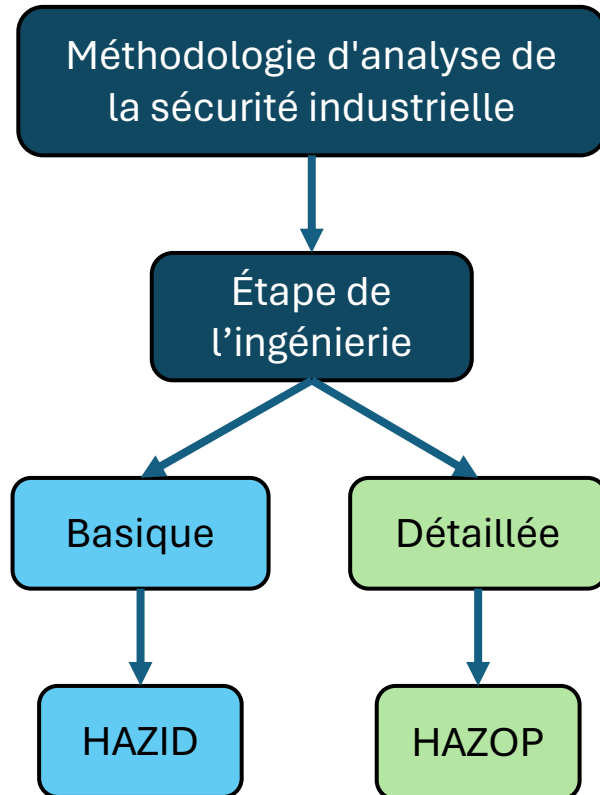 Méthodologie d'analyse de
la sécurité industrielle
Étape de
l’ingénierie
Basique
Détaillée
HAZID
HAZOP